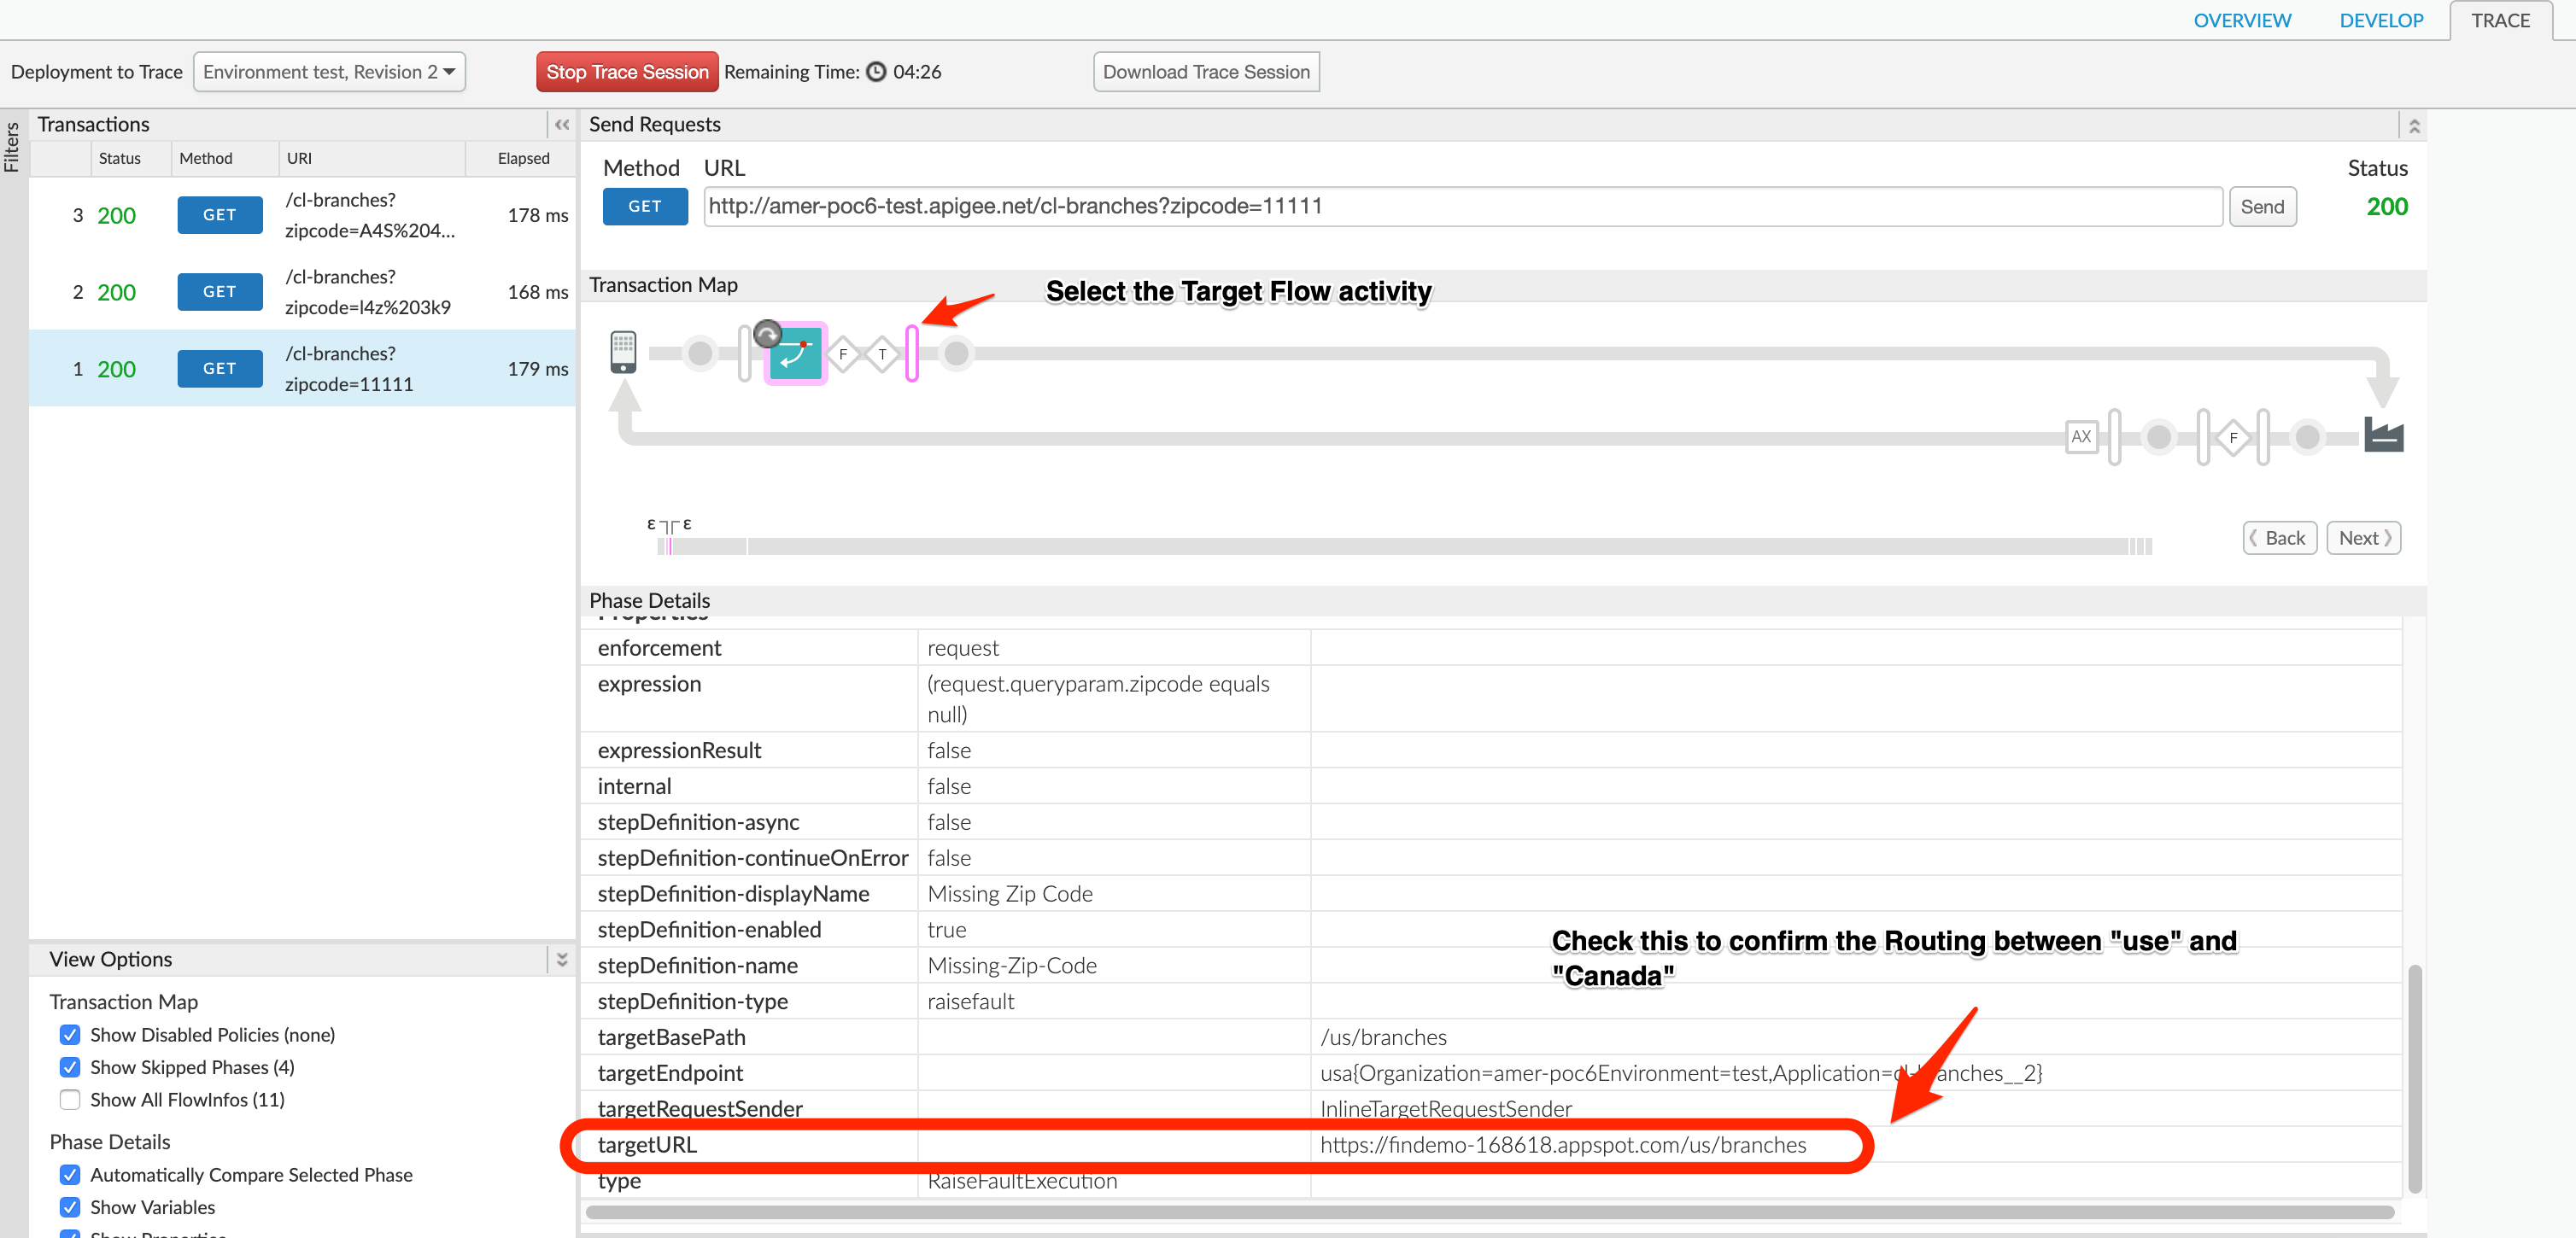 OVERVIEW DEVELOP TRACE
Deployment to Trace Environment test, Revision 2 Stop Trace Session Remaining Time: 04:26 Download Trace Session
Filters
Transactions
Status Method URI Elapsed
3 200 GET /cl-branches?
zipcode=A4S%204... 178 ms
2 200 GET /cl-branches?
zipcode=l4z%203k9 168 ms
1 200 GET /cl-branches?
zipcode=11111 179 ms
Send Requests
Method URL Status
GET http://amer-poc6-test.apigee.net/cl-branches?zipcode=11111 Send 200
Transaction Map
Select the Target Flow activity
F T
AX F
ε ε
Back Next
Phase Details
Properties
enforcement request
expression (request.queryparam.zipcode equals
null)
expressionResult false
internal false
stepDefinition-async false
stepDefinition-continueOnError false
stepDefinition-displayName Missing Zip Code
stepDefinition-enabled true
stepDefinition-name Missing-Zip-Code
stepDefinition-type raisefault
Check this to confirm the Routing between "use" and
"Canada"
targetBasePath /us/branches
targetEndpoint usa{Organization=amer-poc6Environment=test,Application=cl-branches__2}
targetRequestSender InlineTargetRequestSender
targetURL https://findemo-168618.appspot.com/us/branches
type RaiseFaultExecution
View Options
Transaction Map
Show Disabled Policies (none)
Show Skipped Phases (4)
Show All FlowInfos (11)
Phase Details
Automatically Compare Selected Phase
Show Variables
Show Properties